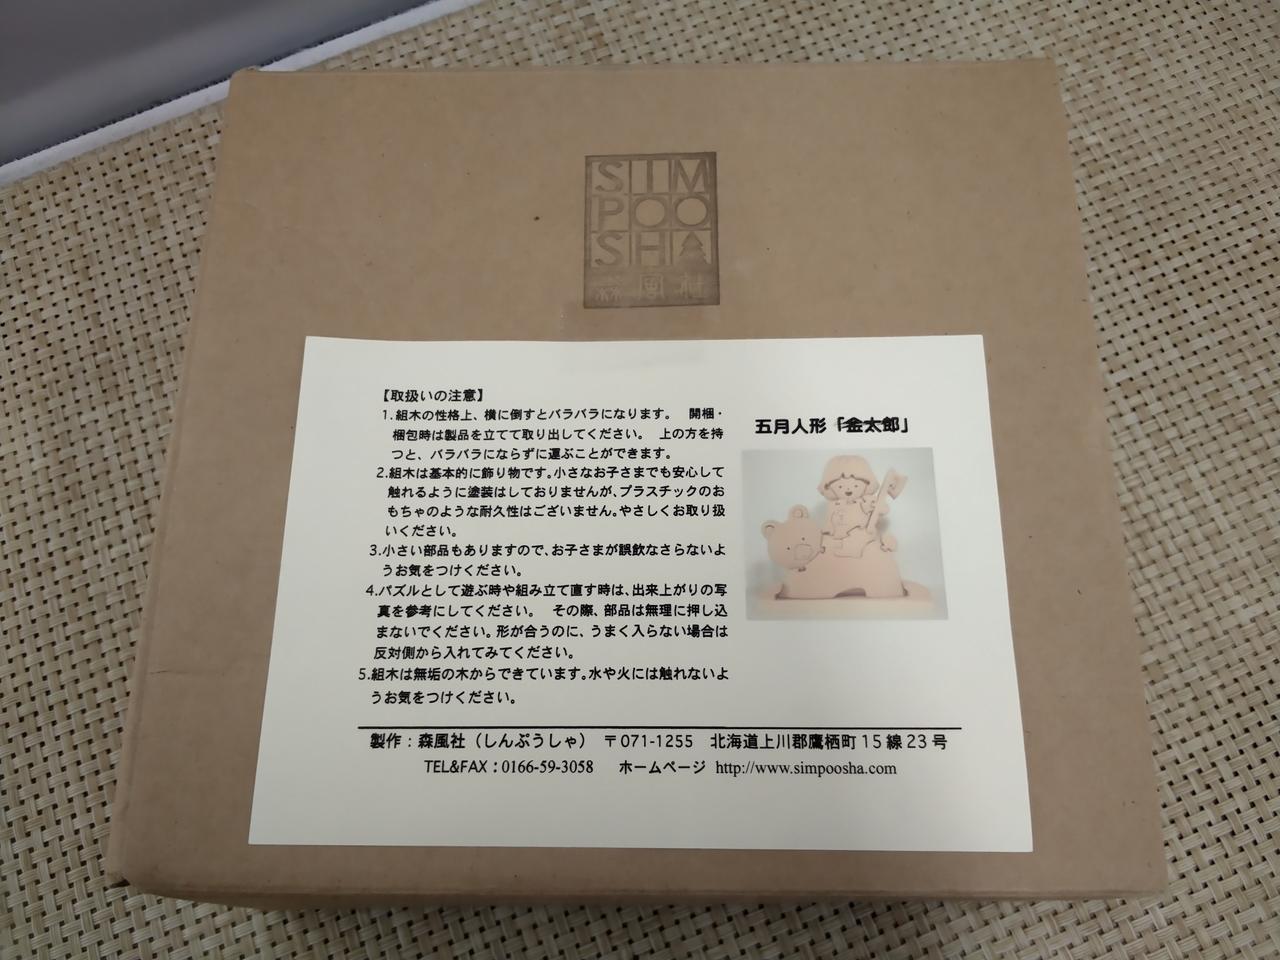 SIM
POO
SHA
森風社
【取扱いの注意】
1.組木の性格上、横に倒すとバラバラになります。 開梱・
梱包時は製品を立てて取り出してください。 上の方を持
つと、バラバラにならずに運ぶことができます。
2.組木は基本的に飾り物です。小さなお子さまでも安心して
触れるように塗装はしておりませんが、プラスチックのお
もちゃのような耐久性はございません。やさしくお取り扱
いください。
3.小さい部品もありますので、お子さまが誤飲なさらないよ
うお気をつけください。
4.パズルとして遊ぶ時や組み立て直す時は、出来上がりの写
真を参考にしてください。 その際、部品は無理に押し込
まないでください。形が合うのに、うまく入らない場合は
反対側から入れてみてください。
5.組木は無垢の木からできています。水や火には触れないよ
うお気をつけください。
五月人形「金太郎」
製作：森風社（しんぷうしゃ） 〒071-1255 北海道上川郡鷹栖町15線23号
TEL&FAX：0166-59-3058 ホームページ http://www.simpoosha.com